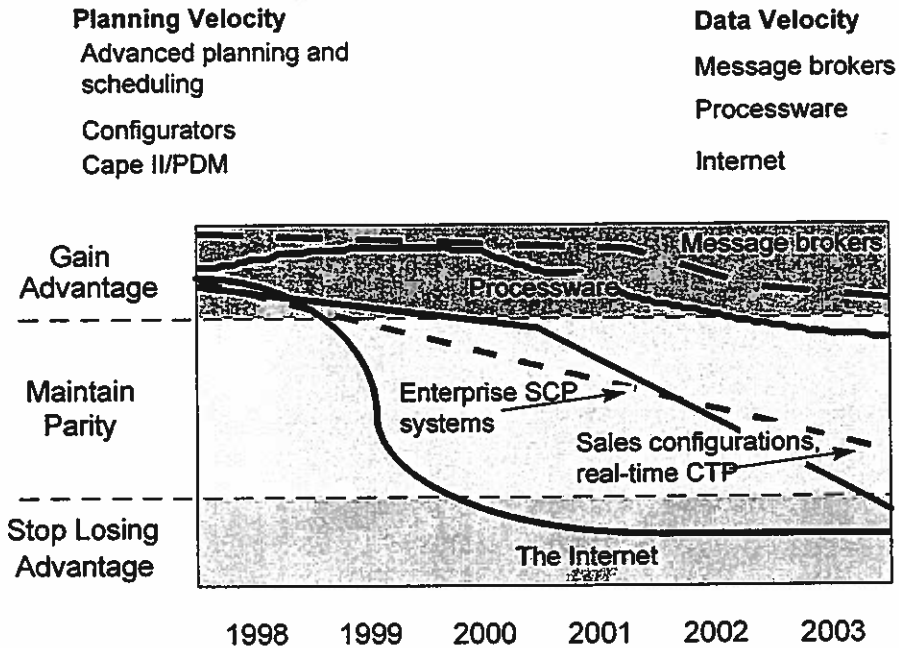 Planning Velocity
Advanced planning and
scheduling
Configurators
Cape II/PDM
Data Velocity
Message brokers
Processware
Internet
Gain
Advantage
Maintain
Parity
Stop Losing
Advantage
Message brokers
Processware
Enterprise SCP
systems
Sales configurations,
real-time CTP
The Internet
1998 1999 2000 2001 2002 2003